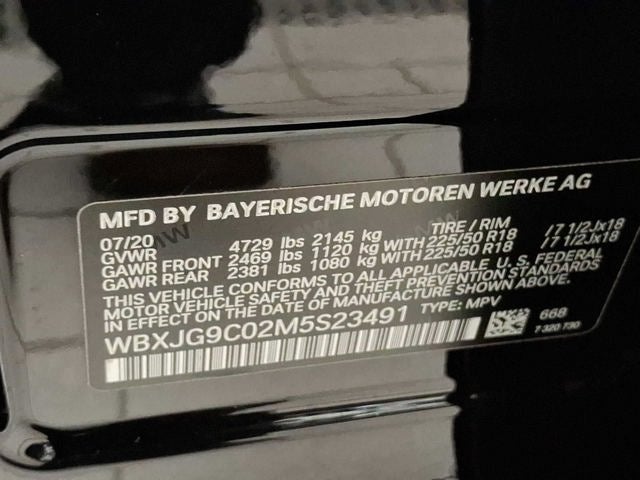 MFD BY BAYERISCHE MOTOREN WERKE AG
07/20 TIRE / RIM
GVWR 4729 lbs 2145 kg
GAWR FRONT 2469 lbs 1120 kg WITH 225/50 R18 /7 1/2Jx18
GAWR REAR 2381 lbs 1080 kg WITH 225/50 R18 /7 1/2Jx18
THIS VEHICLE CONFORMS TO ALL APPLICABLE U. S. FEDERAL
MOTOR VEHICLE SAFETY AND THEFT PREVENTION STANDARDS
IN EFFECT ON THE DATE OF MANUFACTURE SHOWN ABOVE.
WBXJG9C02M5S23491 TYPE: MPV
668
7 320 730